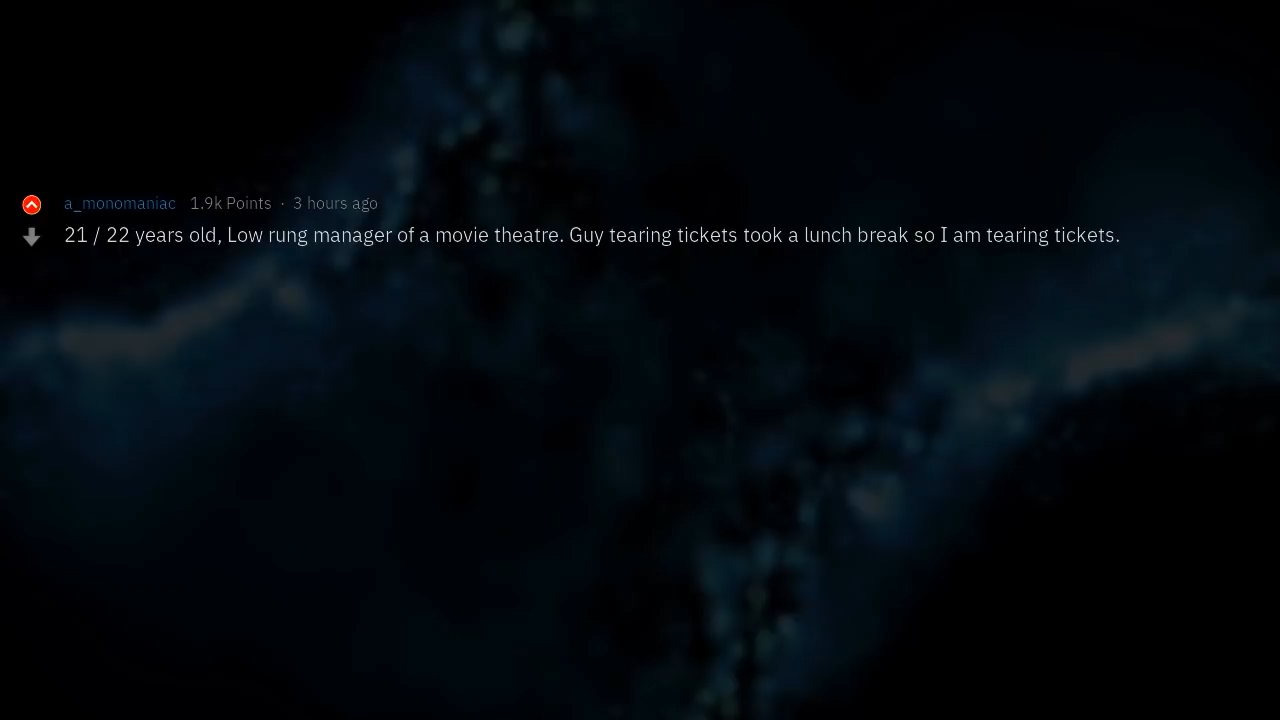 a_monomaniac 1.9k Points · 3 hours ago
21 / 22 years old, Low rung manager of a movie theatre. Guy tearing tickets took a lunch break so I am tearing tickets.